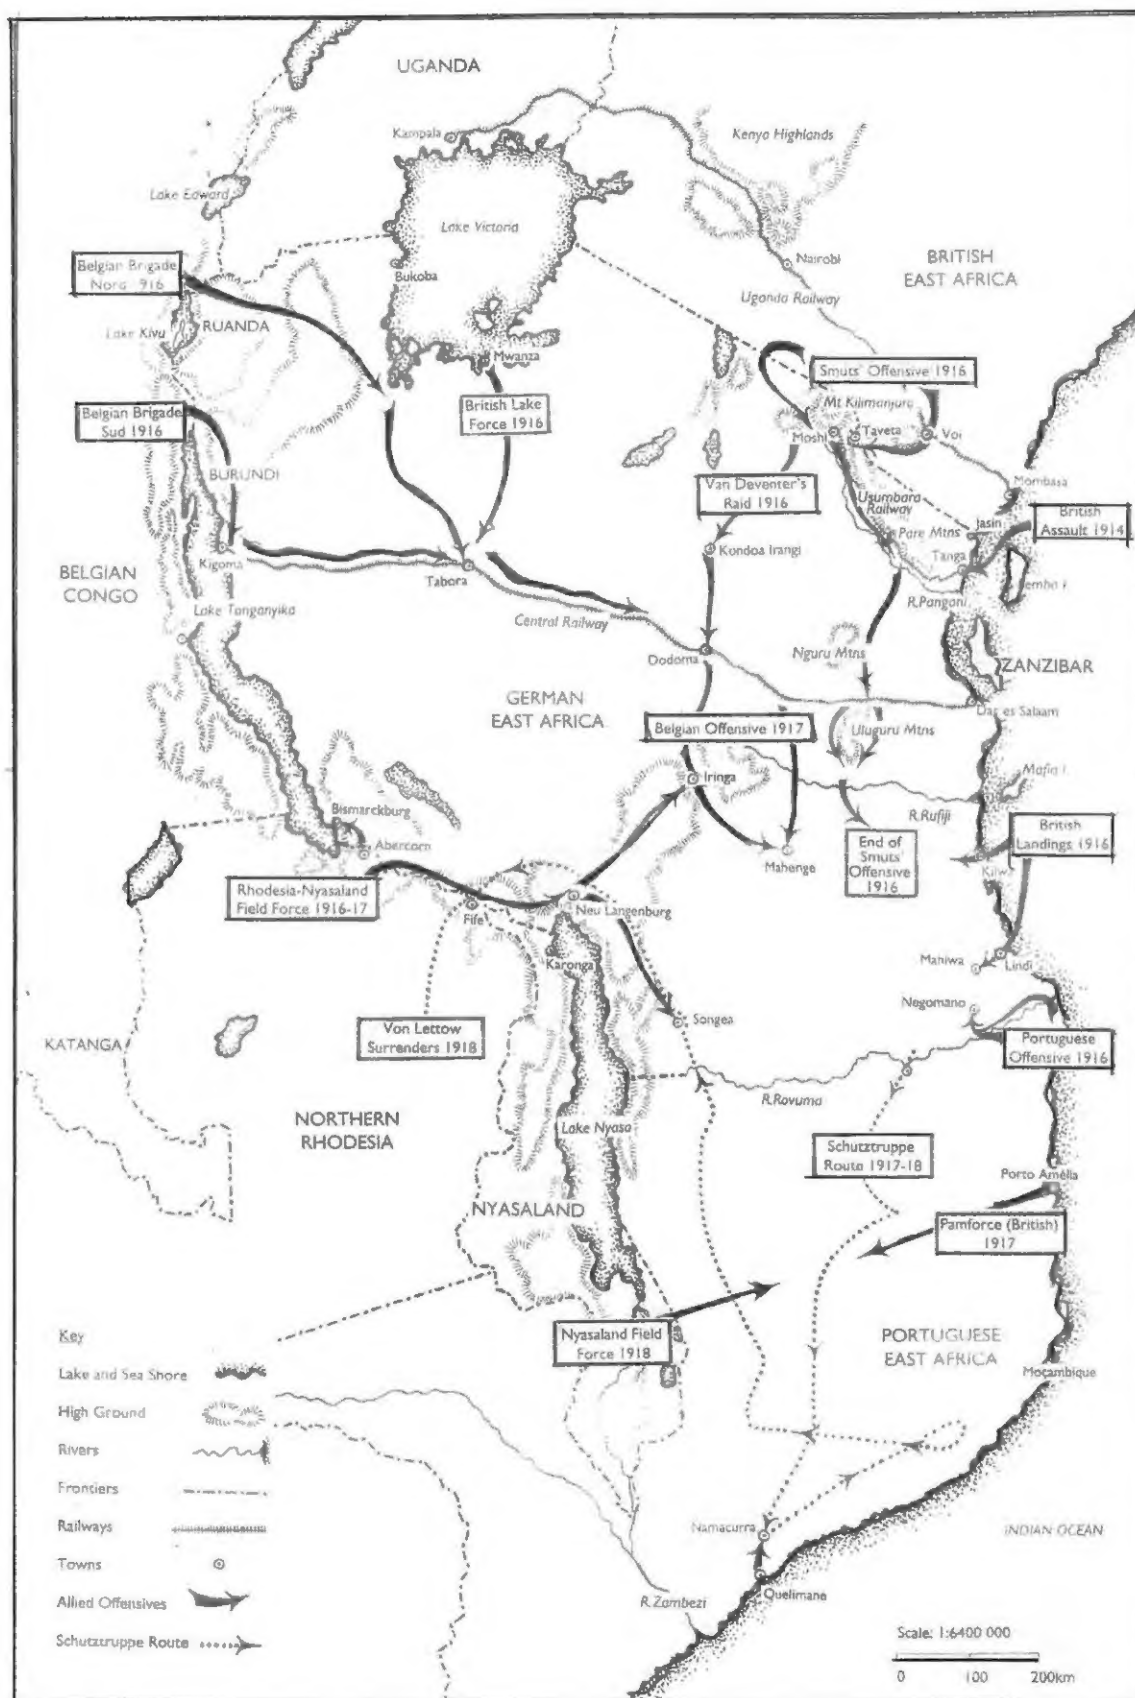 UGANDA
Kampala
Kenya Highlands
Lake Edward
Lake Victoria
Nairobi
BRITISH
EAST AFRICA
Belgian Brigade
Nord 916
Bukoba
Uganda Railway
RUANDA
Lake Kivu
Mwanza
Smuts' Offensive 1916
Mt Kilimanjaro
British Lake
Force 1916
Belgian Brigade
Sud 1916
Moshi
Taveta
Voi
BURUNDI
Van Deventer's
Raid 1916
Usumbara
Railway
Mombasa
British
Assault 1914
Jasin
Pare Mtns
Kondoa Irangi
Tanga
Kigoma
Tabora
BELGIAN
CONGO
Lake Tanganyika
R.Pangani
Central Railway
Dodoma
Nguru Mtns
ZANZIBAR
GERMAN
EAST AFRICA
Dar es Salaam
Belgian Offensive 1917
Uluguru Mtns
Iringa
Mafia I.
R.Rufiji
Bismarckburg
Abercorn
Mahenge
End of
Smuts'
Offensive
1916
British
Landings 1916
Kilwa
Rhodesia-Nyasaland
Field Force 1916-17
Fife
Neu Langenburg
Karonga
Mahiwa
Lindi
Negomano
Songea
Von Lettow
Surrenders 1918
Portuguese
Offensive 1916
KATANGA
R.Rovuma
NORTHERN
RHODESIA
Lake Nyasa
Schutztruppe
Route 1917-18
Porto Amélia
NYASALAND
Pamforce (British)
1917
Nyasaland Field
Force 1918
PORTUGUESE
EAST AFRICA
Moçambique
Key
Lake and Sea Shore
High Ground
Rivers
Frontiers
Railways
Towns
Allied Offensives
Schutztruppe Route
Namacurra
INDIAN OCEAN
Quelimane
R.Zambezi
Scale: 1:6400 000
0 100 200km